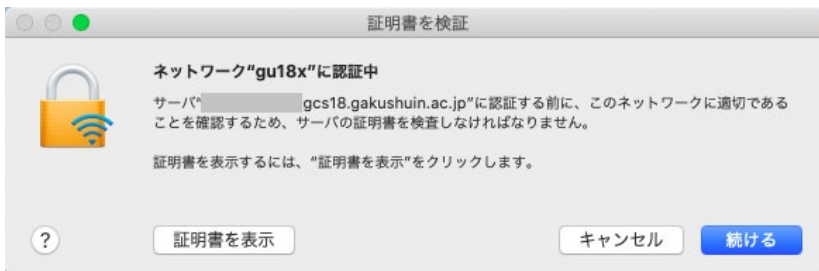 証明書を検証
ネットワーク“gu18x”に認証中
サーバ“ gcs18.gakushuin.ac.jp”に認証する前に、このネットワークに適切である
ことを確認するため、サーバの証明書を検査しなければなりません。
証明書を表示するには、“証明書を表示”をクリックします。
? 証明書を表示 キャンセル 続ける